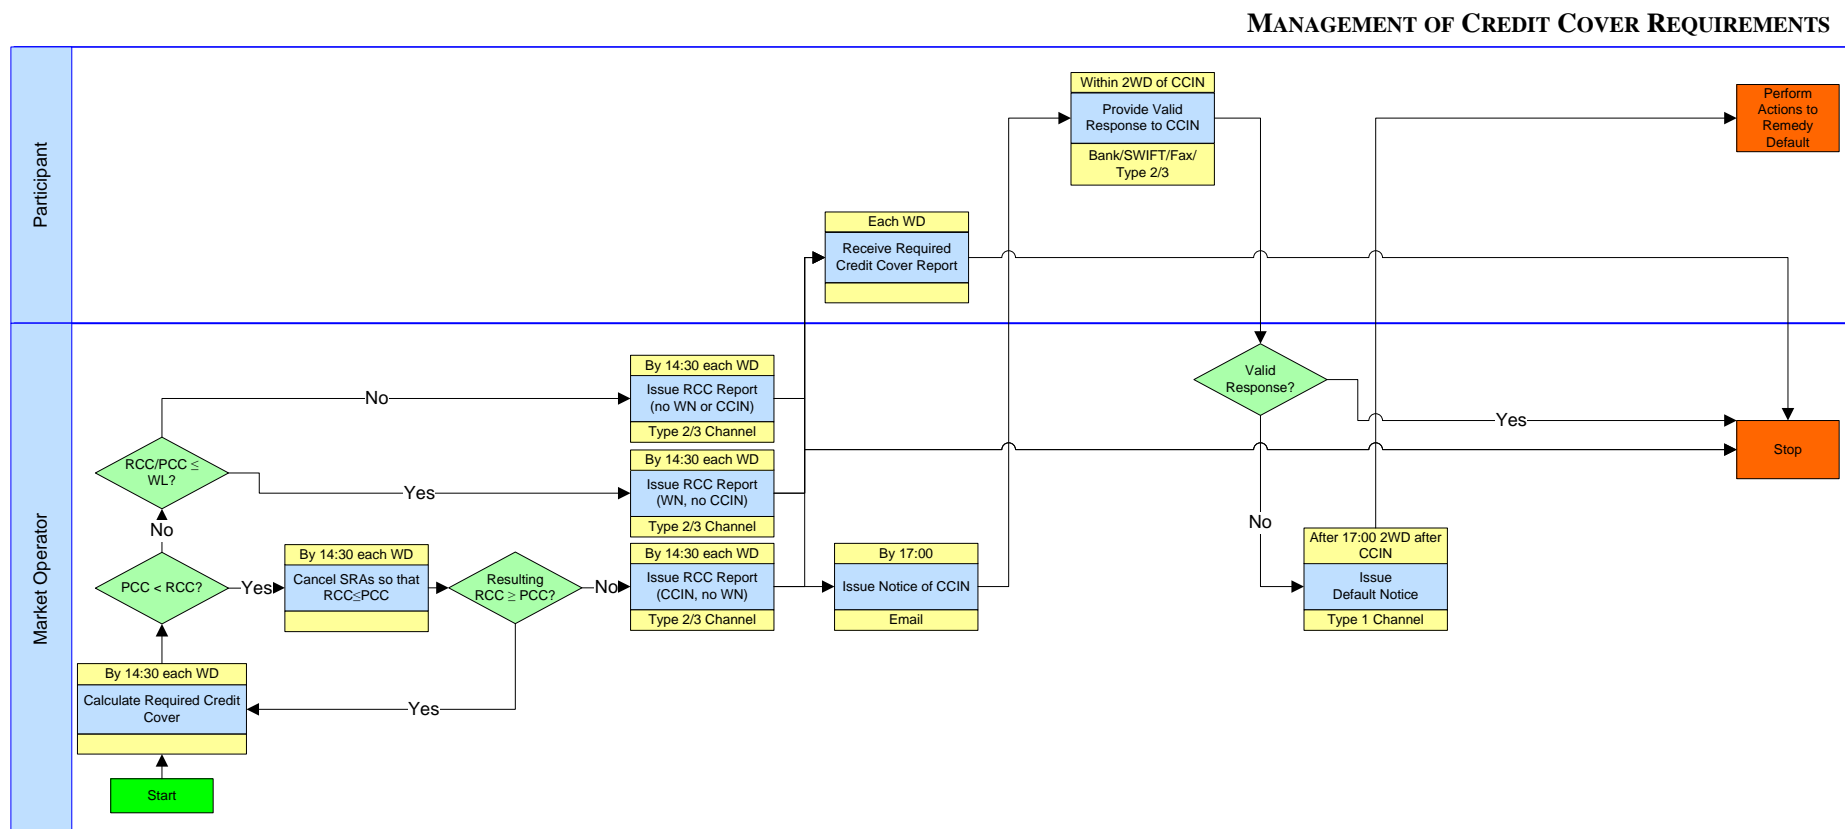 MANAGEMENT OF CREDIT COVER REQUIREMENTS
Participant
Within 2WD of CCIN
Provide Valid
Response to CCIN
Bank/SWIFT/Fax/
Type 2/3
Perform
Actions to
Remedy
Default
Each WD
Receive Required
Credit Cover Report
Market Operator
By 14:30 each WD
Issue RCC Report
(no WN or CCIN)
Type 2/3 Channel
No
Valid
Response?
Yes
Stop
RCC/PCC ≤
WL?
Yes
By 14:30 each WD
Issue RCC Report
(WN, no CCIN)
Type 2/3 Channel
No
No
PCC < RCC?
Yes
By 14:30 each WD
Cancel SRAs so that
RCC≤PCC
Resulting
RCC ≥ PCC?
No
By 14:30 each WD
Issue RCC Report
(CCIN, no WN)
Type 2/3 Channel
By 17:00
Issue Notice of CCIN
Email
After 17:00 2WD after
CCIN
Issue
Default Notice
Type 1 Channel
By 14:30 each WD
Calculate Required Credit
Cover
Yes
Start